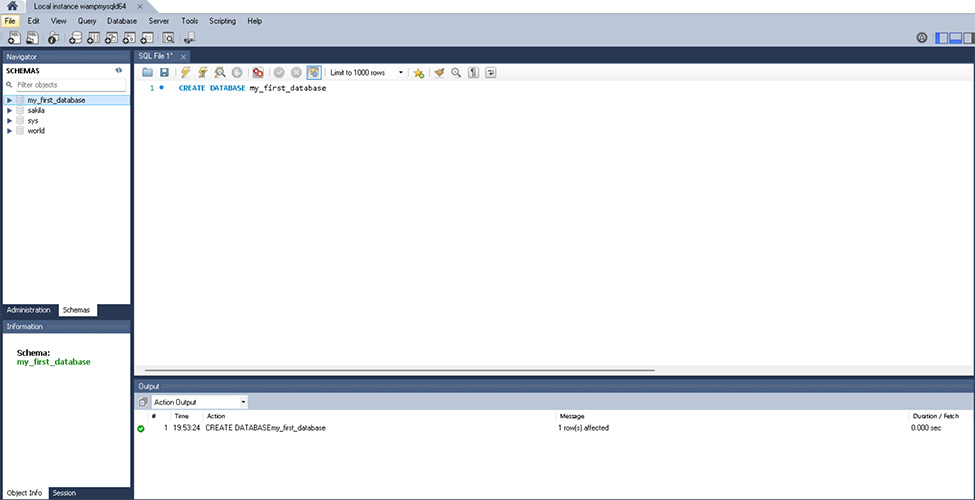 Local instance wampmysqld64
File Edit View Query Database Server Tools Scripting Help
Navigator
SCHEMAS
Filter objects
my_first_database
sakila
sys
world
Administration Schemas
Information
Schema:
my_first_database
Object Info Session
SQL File 1*
Limit to 1000 rows
1 CREATE DATABASE my_first_database
Output
Action Output
# Time Action Message Duration / Fetch
1 19:53:24 CREATE DATABASEmy_first_database 1 row(s) affected 0.000 sec